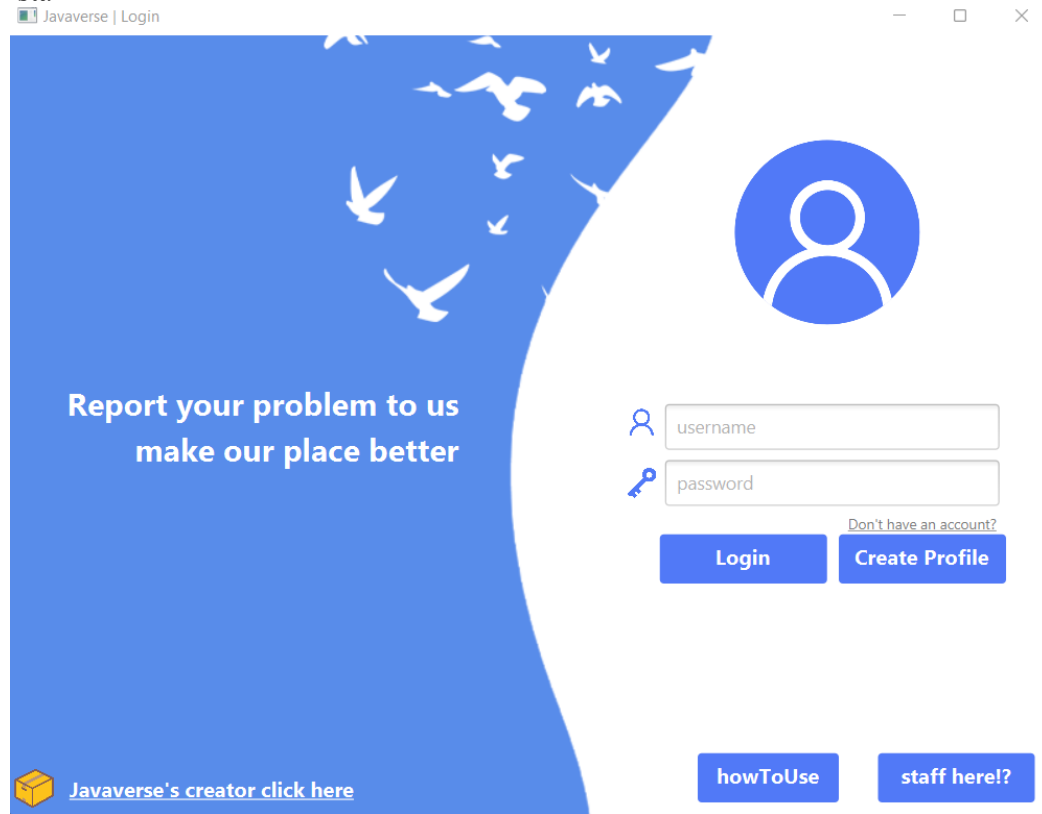 Javaverse | Login
Report your problem to us
make our place better
username
password
Don't have an account?
Login
Create Profile
howToUse
staff here!?
Javaverse's creator click here